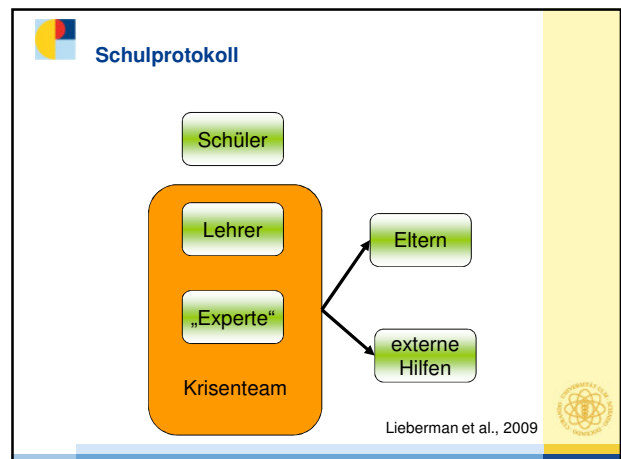 Schulprotokoll
Schüler
Lehrer
„Experte“
Krisenteam
Eltern
externe
Hilfen
Lieberman et al., 2009